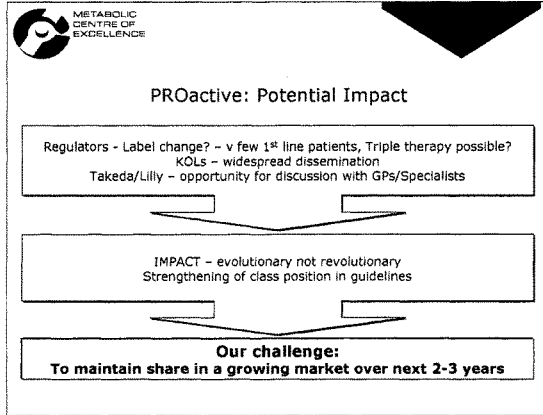 METABOLIC
CENTRE OF
EXCELLENCE
PROactive: Potential Impact
Regulators - Label change? – v few 1st line patients, Triple therapy possible?
KOLs – widespread dissemination
Takeda/Lilly – opportunity for discussion with GPs/Specialists
IMPACT – evolutionary not revolutionary
Strengthening of class position in guidelines
Our challenge:
To maintain share in a growing market over next 2-3 years